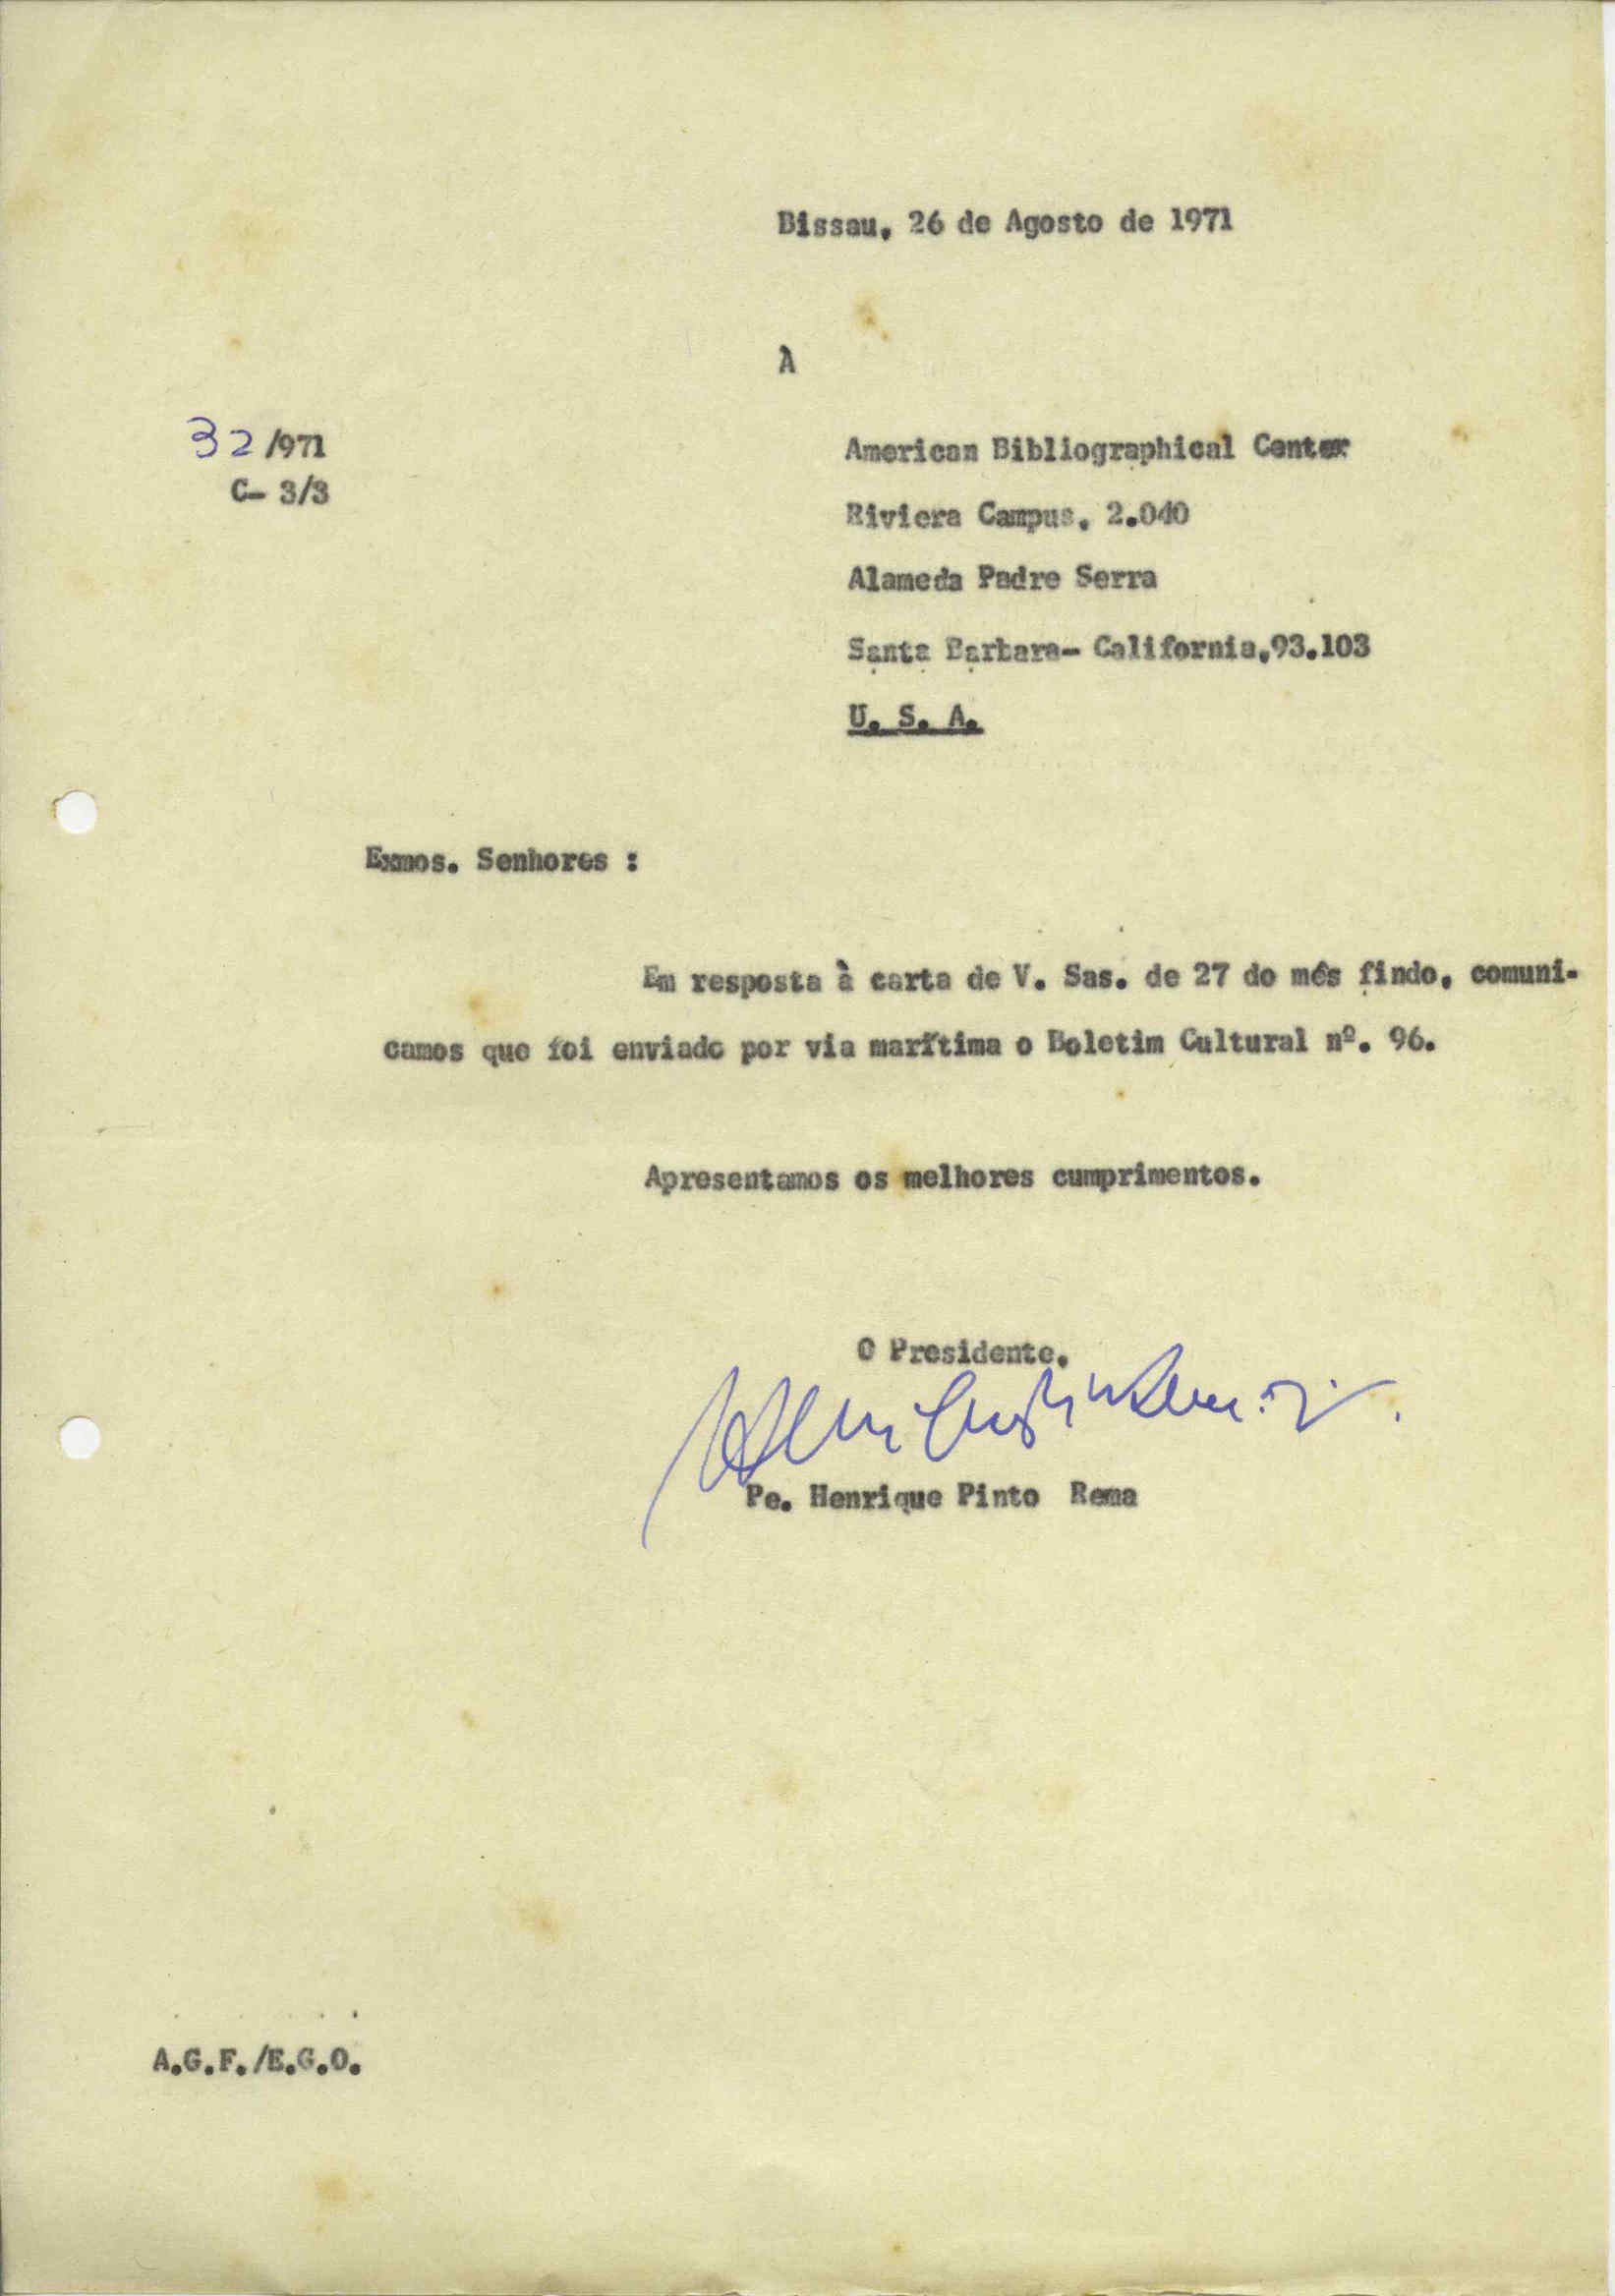 Bissau, 26 de Agosto de 1971
À
32/971
C- 3/3
American Bibliographical Center
Riviera Campus, 2.040
Alameda Padre Serra
Santa Barbara- California,93.103
U. S. A.
Exmos. Senhores :
Em resposta à carta de V. Sas. de 27 do mês findo, comuni-
camos que foi enviado por via marítima o Boletim Cultural nº. 96.
Apresentamos os melhores cumprimentos.
O Presidente,
Pe. Henrique Pinto Rema
A.G.F./E.G.O.